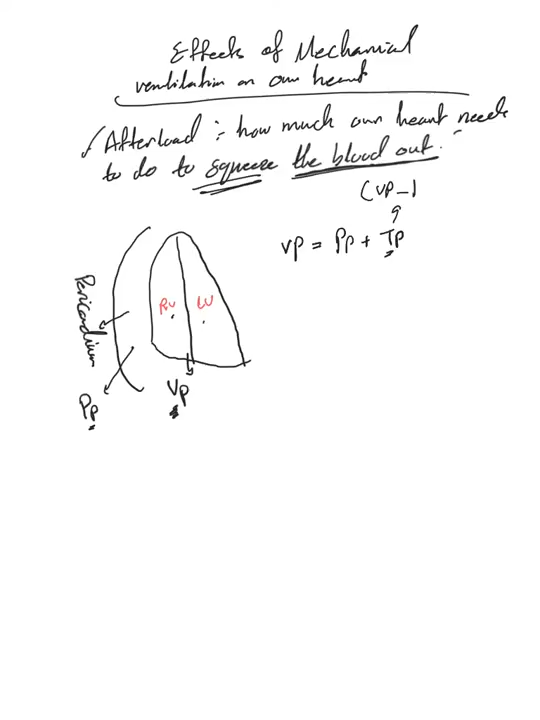 Effects of Mechanical
ventilation on our heart
✓ Afterload :- how much our heart needs
to do to squeeze the blood out.
(VP-)
VP = Pp + TP
Pericardium
RV LV
VP
Pp